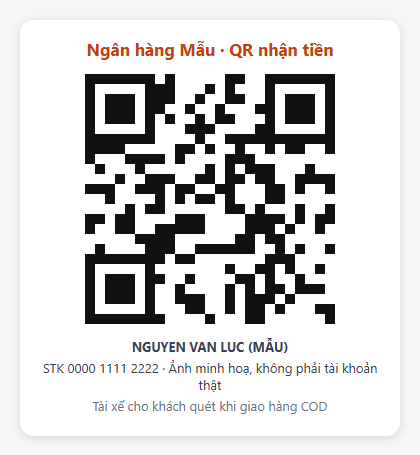 Ngân hàng Mẫu · QR nhận tiền
NGUYEN VAN LUC (MẪU)
STK 0000 1111 2222 · Ảnh minh hoạ, không phải tài khoản
thật
Tài xế cho khách quét khi giao hàng COD